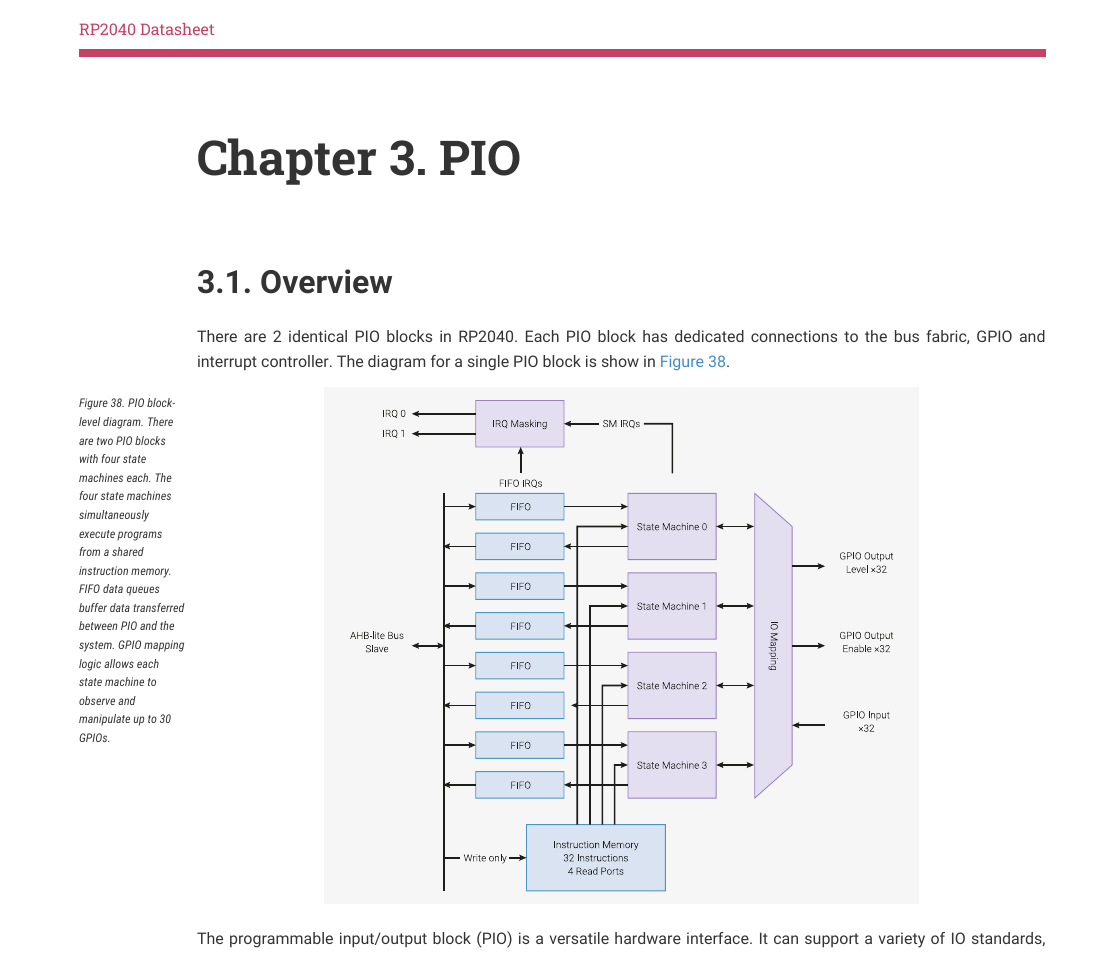 RP2040 Datasheet
Chapter 3. PIO
3.1. Overview
There are 2 identical PIO blocks in RP2040. Each PIO block has dedicated connections to the bus fabric, GPIO and
interrupt controller. The diagram for a single PIO block is show in Figure 38.
Figure 38. PIO block-
level diagram. There
are two PIO blocks
with four state
machines each. The
four state machines
simultaneously
execute programs
from a shared
instruction memory.
FIFO data queues
buffer data transferred
between PIO and the
system. GPIO mapping
logic allows each
state machine to
observe and
manipulate up to 30
GPIOs.
IRQ 0
IRQ 1
IRQ Masking
SM IRQs
FIFO IRQs
FIFO
State Machine 0
FIFO
FIFO
State Machine 1
FIFO
FIFO
State Machine 2
FIFO
FIFO
State Machine 3
FIFO
AHB-lite Bus
Slave
IO Mapping
GPIO Output
Level ×32
GPIO Output
Enable ×32
GPIO Input
×32
Write only
Instruction Memory
32 Instructions
4 Read Ports
The programmable input/output block (PIO) is a versatile hardware interface. It can support a variety of IO standards,